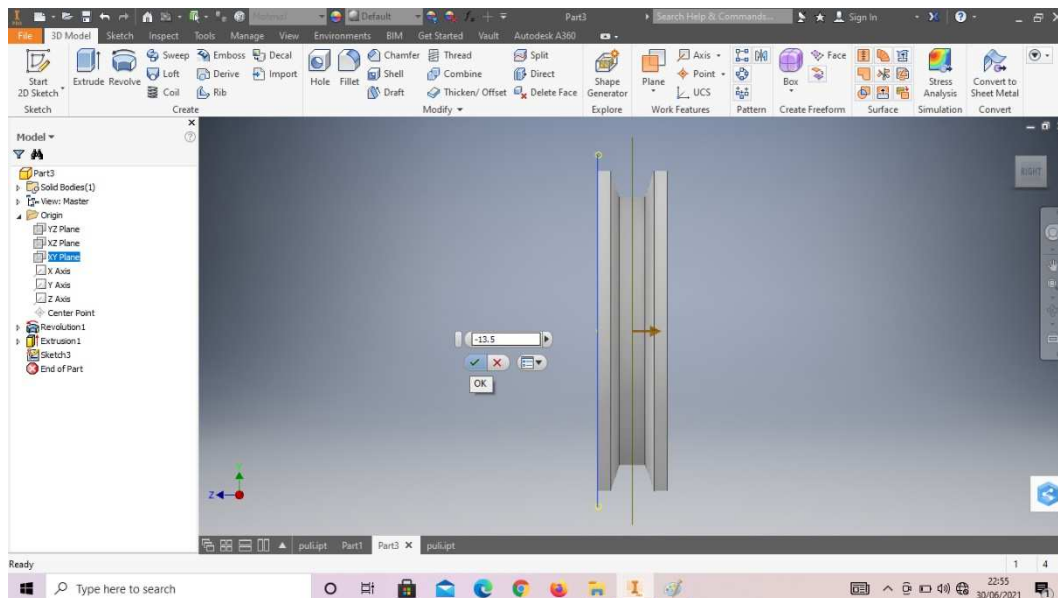 Material Default Part3 Search Help & Commands... Sign In
File 3D Model Sketch Inspect Tools Manage View Environments BIM Get Started Vault Autodesk A360
Start 2D Sketch Extrude Revolve Sweep Emboss Decal Hole Fillet Chamfer Thread Split Shape Generator Plane Axis Box Face Stress Analysis Convert to Sheet Metal
Loft Derive Import Shell Combine Direct Point
Coil Rib Draft Thicken/ Offset Delete Face UCS
Sketch Create Modify Explore Work Features Pattern Create Freeform Surface Simulation Convert
Model
Part3
Solid Bodies(1)
View: Master
Origin
YZ Plane
XZ Plane
XY Plane
X Axis
Y Axis
Z Axis
Center Point
Revolution1
Extrusion1
Sketch3
End of Part
RIGHT
-13.5
OK
Z
puli.ipt Part1 Part3 puli.ipt
Ready 1 4
Type here to search 22:55
30/06/2021